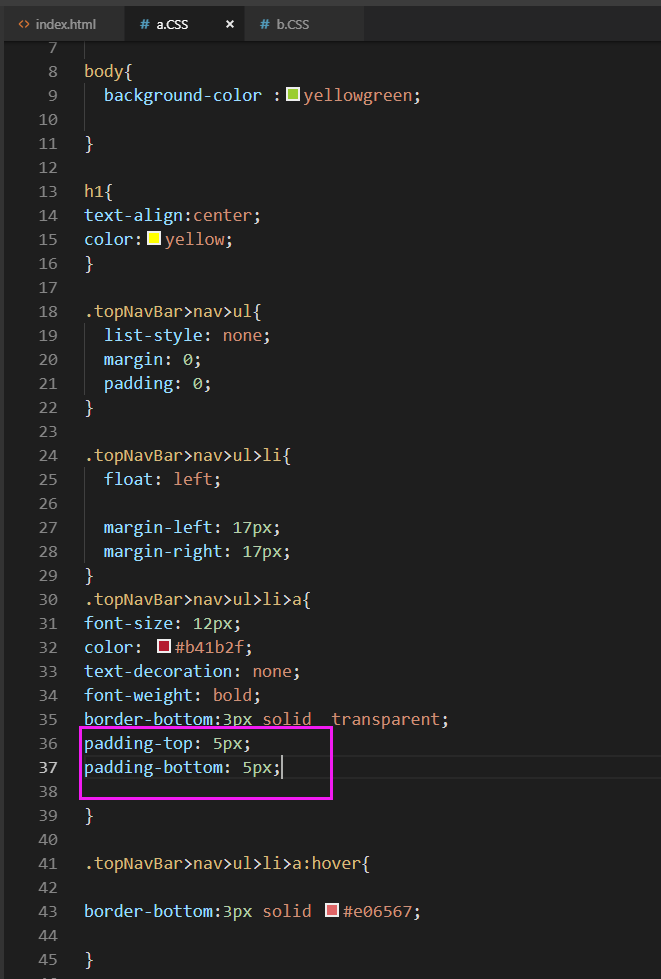 <> index.html # a.CSS × # b.CSS
7
8 body{
9 background-color :yellowgreen;
10
11 }
12
13 h1{
14 text-align:center;
15 color:yellow;
16 }
17
18 .topNavBar>nav>ul{
19 list-style: none;
20 margin: 0;
21 padding: 0;
22 }
23
24 .topNavBar>nav>ul>li{
25 float: left;
26
27 margin-left: 17px;
28 margin-right: 17px;
29 }
30 .topNavBar>nav>ul>li>a{
31 font-size: 12px;
32 color: #b41b2f;
33 text-decoration: none;
34 font-weight: bold;
35 border-bottom:3px solid  transparent;
36 padding-top: 5px;
37 padding-bottom: 5px;
38
39 }
40
41 .topNavBar>nav>ul>li>a:hover{
42
43 border-bottom:3px solid #e06567;
44
45 }